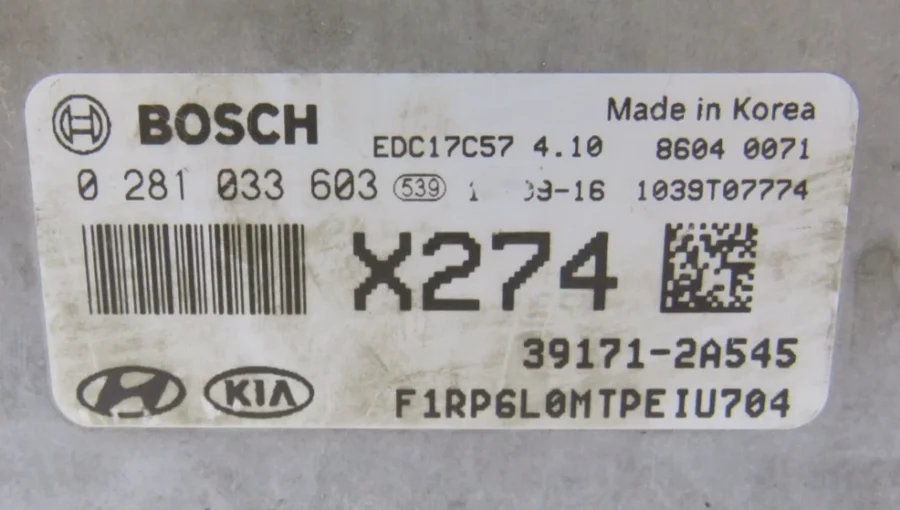 BOSCH
Made in Korea
EDC17C57 4.10 8604 0071
0 281 033 603 539 -16 1039T07774
X274
39171-2A545
KIA
F1RP6L0MTPEIU704